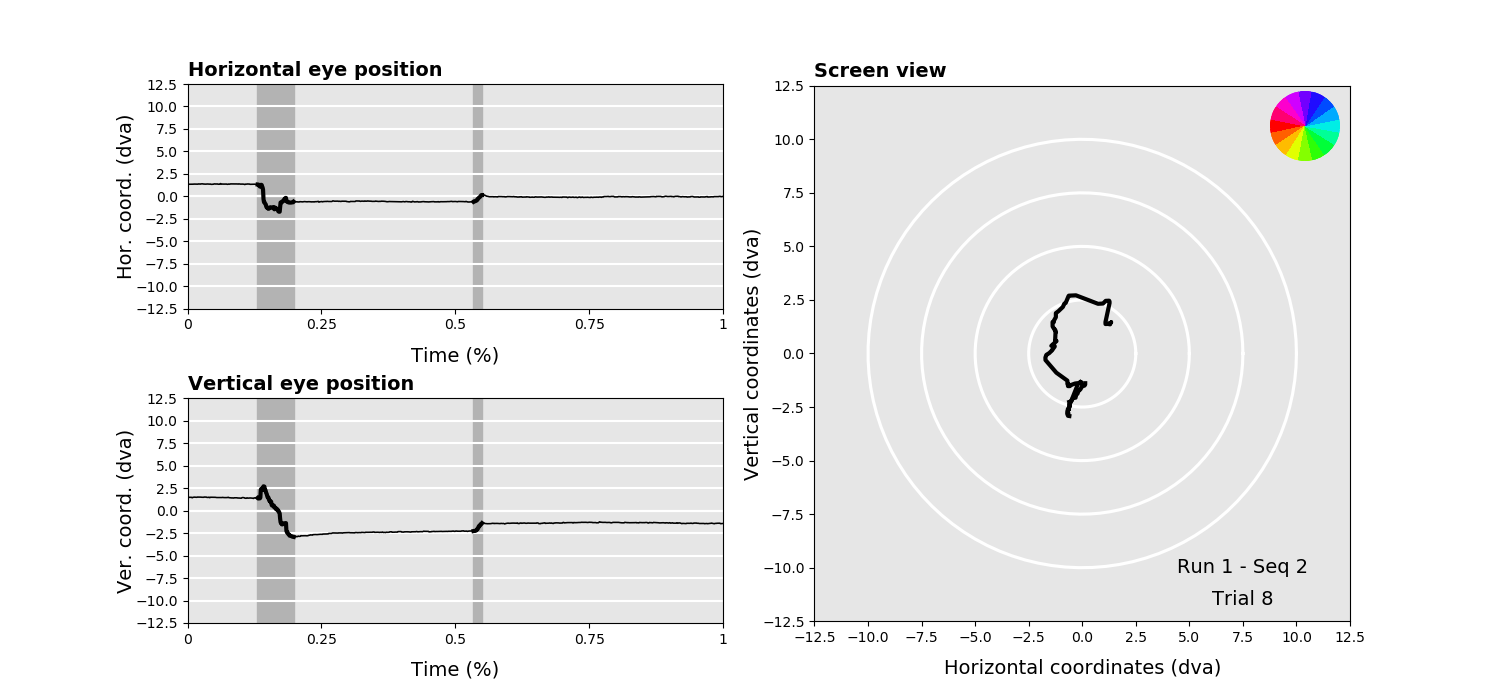 Horizontal eye position
Hor. coord. (dva)
12.5
10.0
7.5
5.0
2.5
0.0
−2.5
−5.0
−7.5
−10.0
−12.5
0 0.25 0.5 0.75 1
Time (%)
Vertical eye position
Ver. coord. (dva)
12.5
10.0
7.5
5.0
2.5
0.0
−2.5
−5.0
−7.5
−10.0
−12.5
0 0.25 0.5 0.75 1
Time (%)
Screen view
Vertical coordinates (dva)
12.5
10.0
7.5
5.0
2.5
0.0
−2.5
−5.0
−7.5
−10.0
−12.5
Run 1 - Seq 2
Trial 8
−12.5 −10.0 −7.5 −5.0 −2.5 0.0 2.5 5.0 7.5 10.0 12.5
Horizontal coordinates (dva)